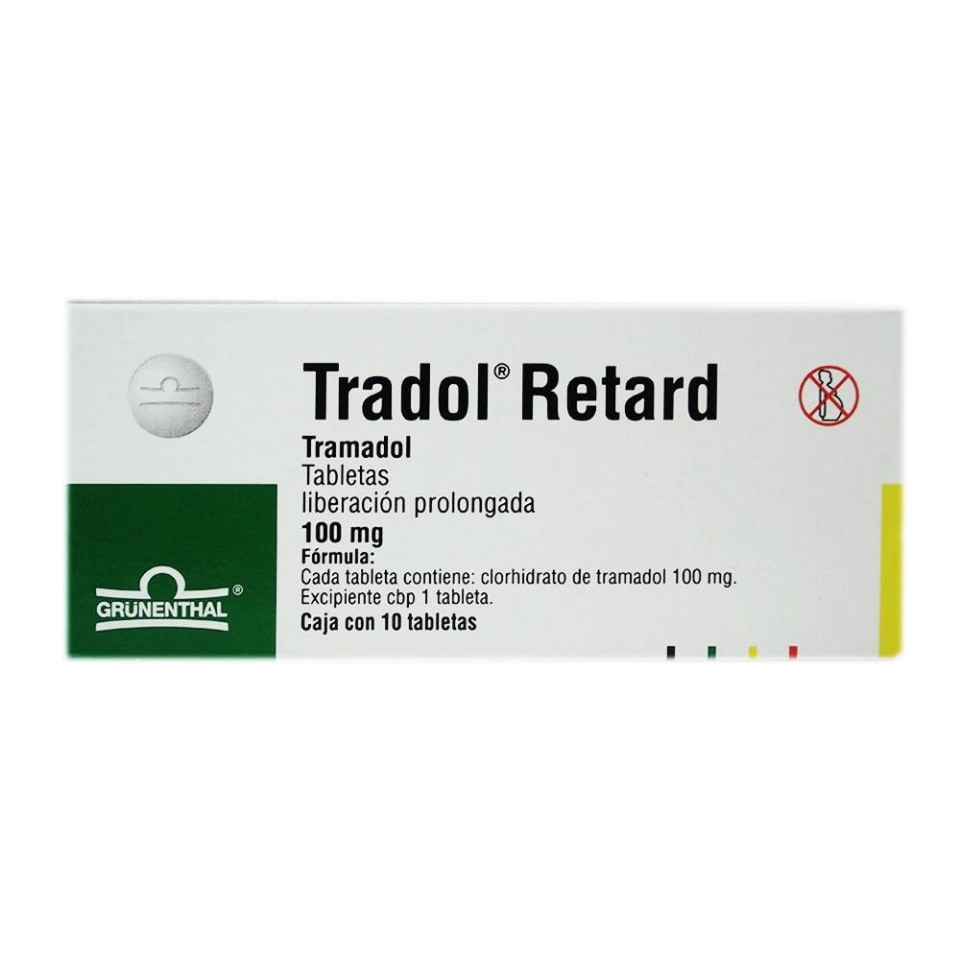 Tradol® Retard
Tramadol
Tabletas
liberación prolongada
100 mg
Fórmula:
Cada tableta contiene: clorhidrato de tramadol 100 mg.
Excipiente cbp 1 tableta.
Caja con 10 tabletas
GRÜNENTHAL ®